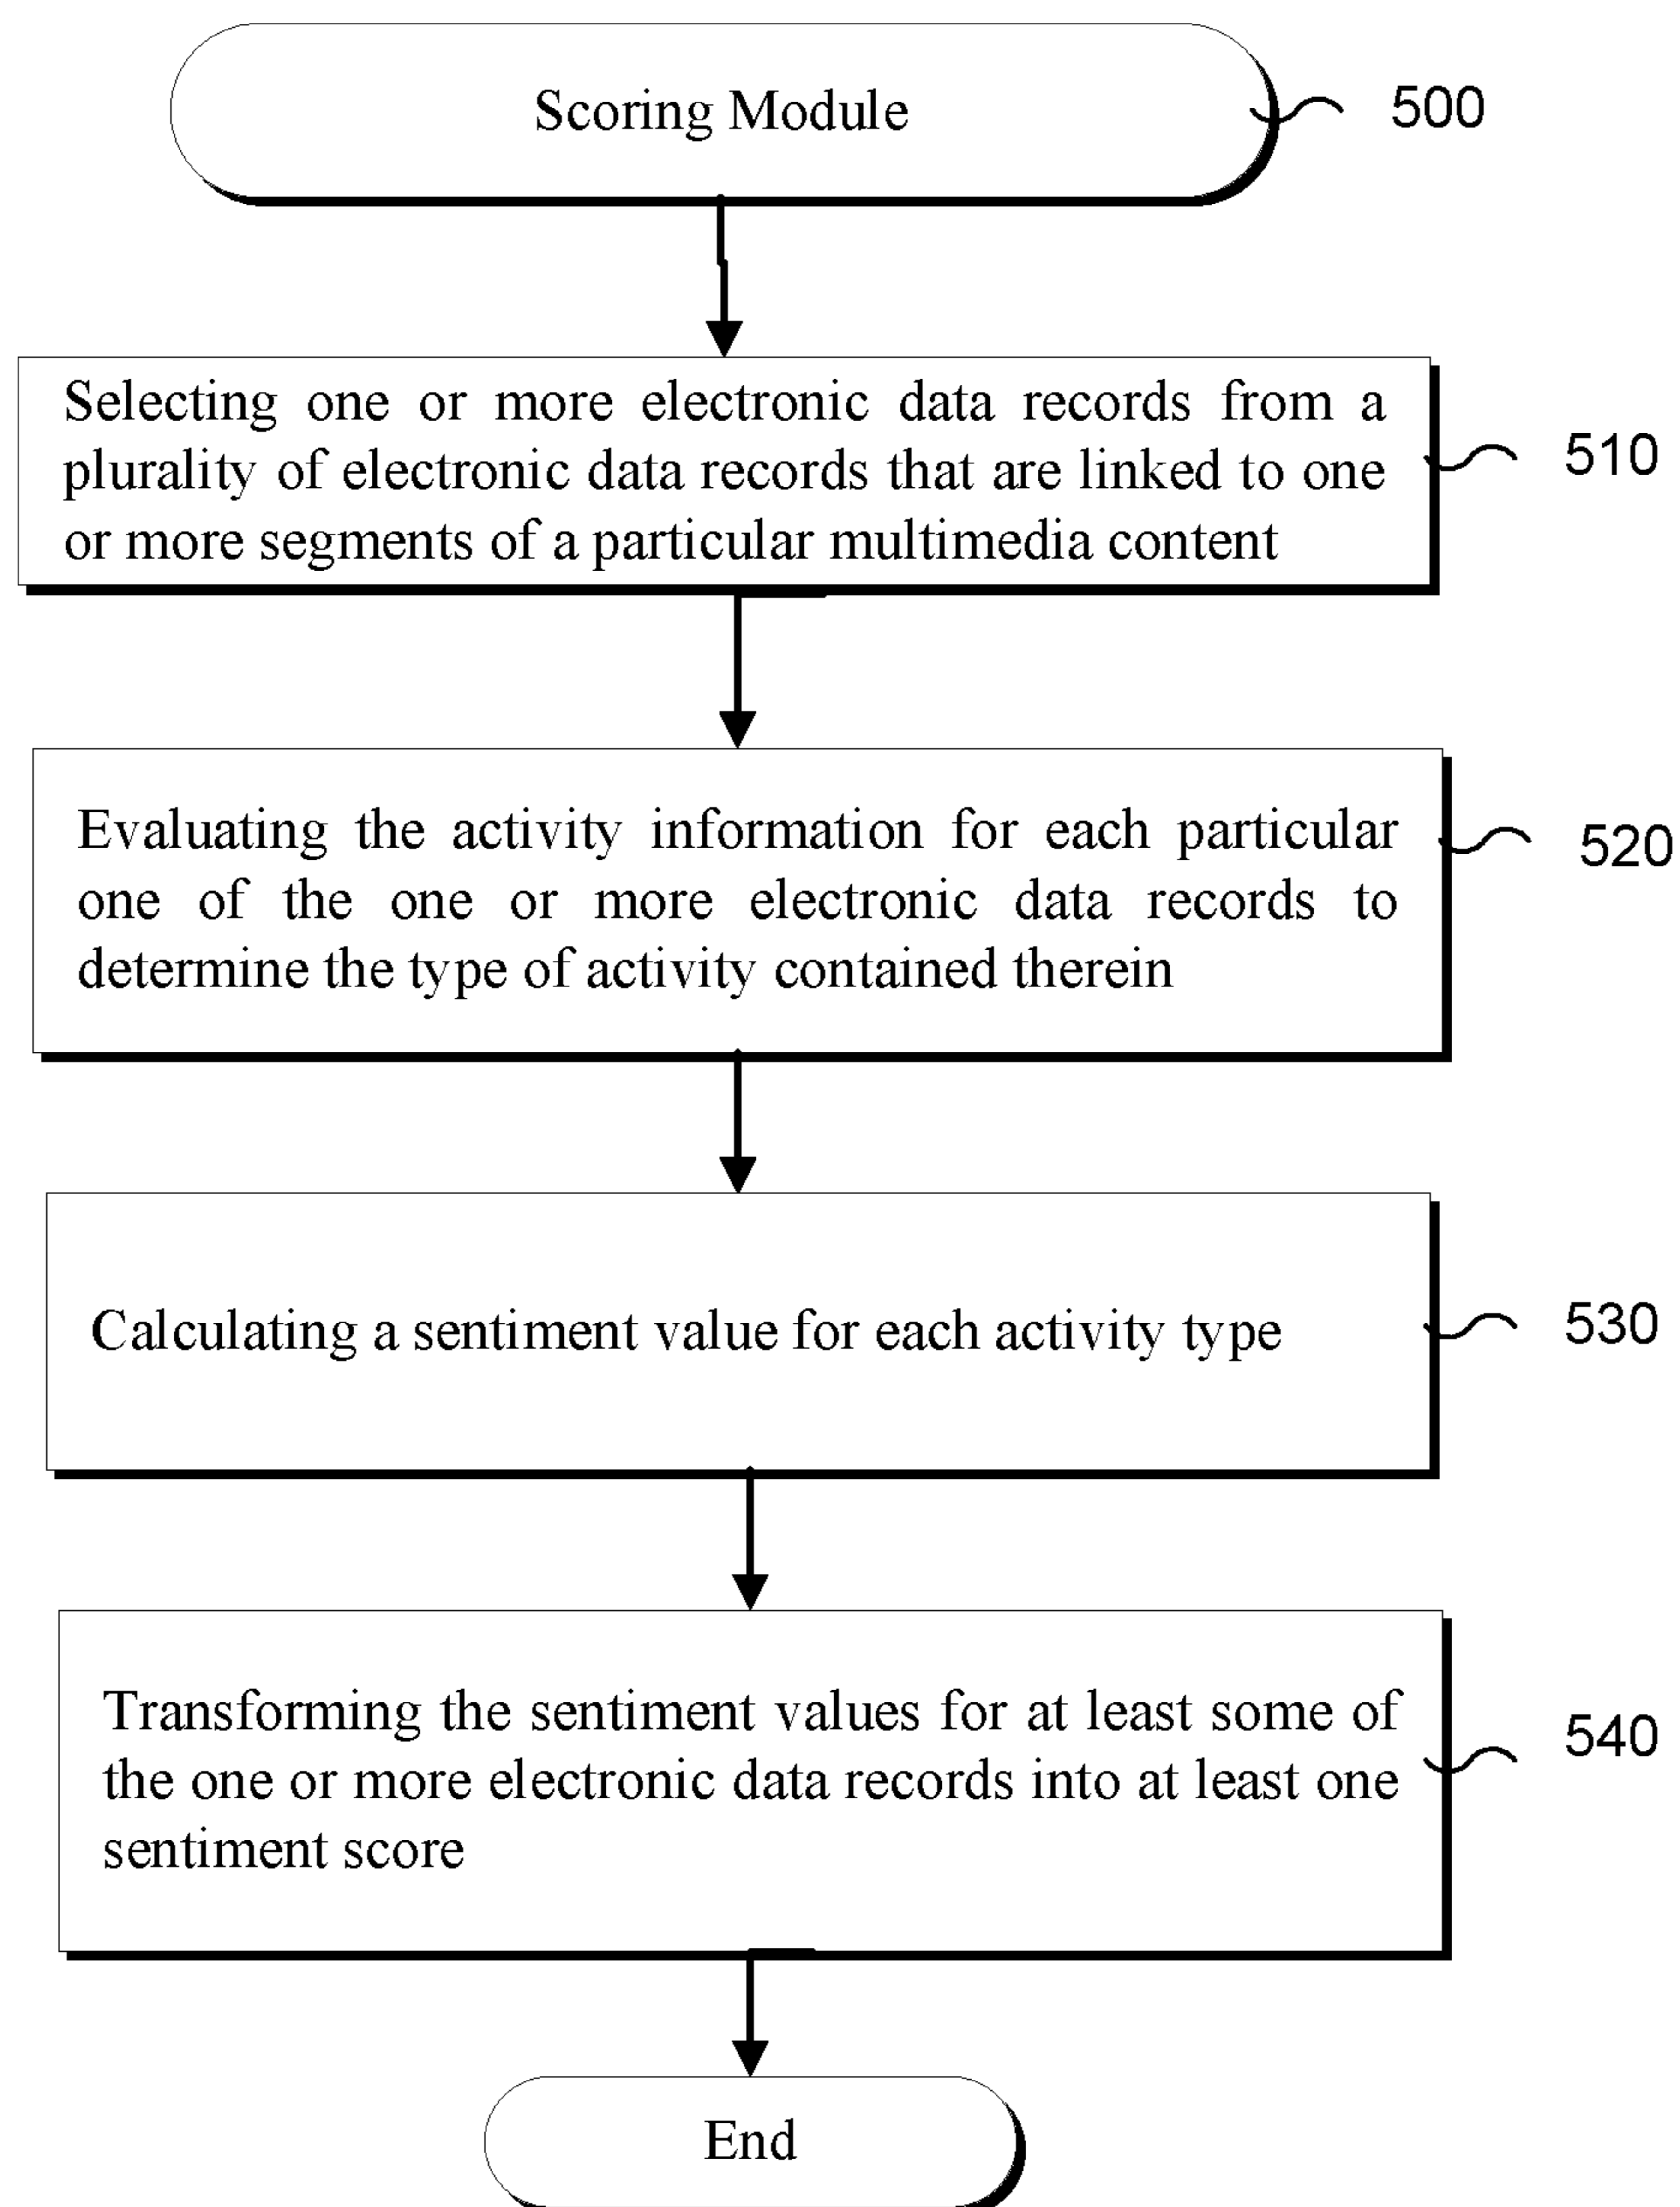 Scoring Module
500
Selecting one or more electronic data records from a
plurality of electronic data records that are linked to one
or more segments of a particular multimedia content
510
Evaluating the activity information for each particular
one of the one or more electronic data records to
determine the type of activity contained therein
520
Calculating a sentiment value for each activity type
530
Transforming the sentiment values for at least some of
the one or more electronic data records into at least one
sentiment score
540
End